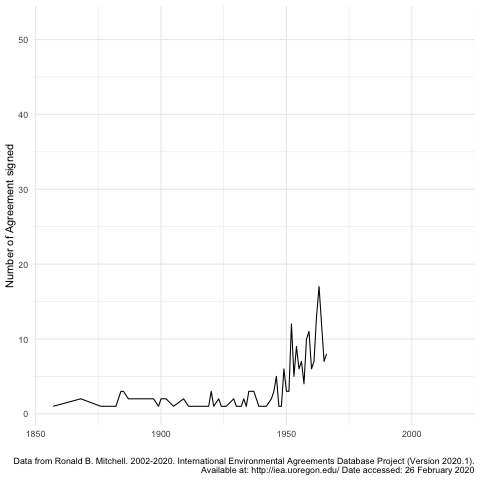 50
40
30
20
10
0
Number of Agreement signed
1850 1900 1950 2000
Data from Ronald B. Mitchell. 2002-2020. International Environmental Agreements Database Project (Version 2020.1).
Available at: http://iea.uoregon.edu/ Date accessed: 26 February 2020